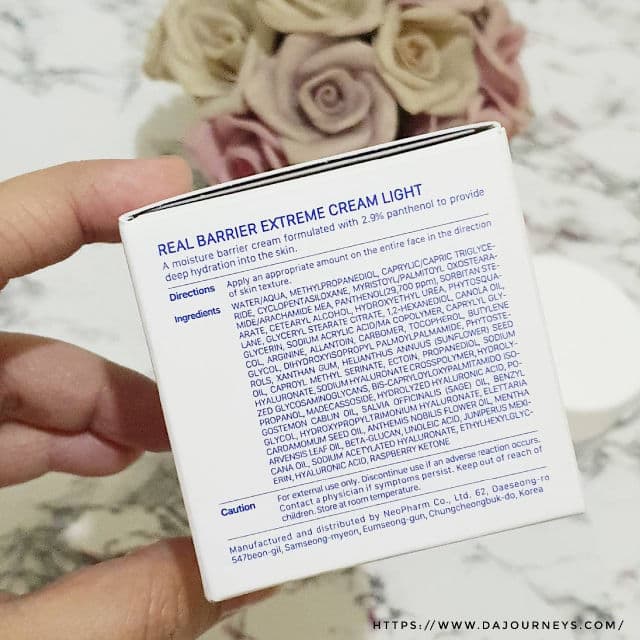 REAL BARRIER EXTREME CREAM LIGHT
A moisture barrier cream formulated with 2.9% panthenol to provide
deep hydration into the skin.
Directions Apply an appropriate amount on the entire face in the direction
of skin texture.
Ingredients WATER/AQUA, METHYLPROPANEDIOL, CAPRYLIC/CAPRIC TRIGLYCE-
RIDE, CYCLOPENTASILOXANE, MYRISTOYL/PALMITOYL OXOSTEARA-
MIDE/ARACHAMIDE MEA, PANTHENOL(29,700 ppm), SORBITAN STE-
ARATE, CETEARYL ALCOHOL, HYDROXYETHYL UREA, PHYTOSQUA-
LANE, GLYCERYL STEARATE CITRATE, 1,2-HEXANEDIOL, CANOLA OIL,
GLYCERIN, SODIUM ACRYLIC ACID/MA COPOLYMER, CAPRYLYL GLY-
COL, ARGININE, ALLANTOIN, CARBOMER, TOCOPHEROL, BUTYLENE
GLYCOL, DIHYDROXYISOPROPYL PALMOYLPALMAMIDE, PHYTOSTE-
ROLS, XANTHAN GUM, HELIANTHUS ANNUUS (SUNFLOWER) SEED
OIL, CAPROYL METHYL SERINATE, ECTOIN, PROPANEDIOL, SODIUM
HYALURONATE, SODIUM HYALURONATE CROSSPOLYMER, HYDROLY-
ZED GLYCOSAMINOGLYCANS, BIS-CAPRYLOYLOXYPALMITAMIDO ISO-
PROPANOL, MADECASSOSIDE, HYDROLYZED HYALURONIC ACID, PO-
GOSTEMON CABLIN OIL, SALVIA OFFICINALIS (SAGE) OIL, BENZYL
GLYCOL, HYDROXYPROPYLTRIMONIUM HYALURONATE, ELETTARIA
CARDAMOMUM SEED OIL, ANTHEMIS NOBILIS FLOWER OIL, MENTHA
ARVENSIS LEAF OIL, BETA-GLUCAN, LINOLEIC ACID, JUNIPERUS MEXI-
CANA OIL, SODIUM ACETYLATED HYALURONATE, ETHYLHEXYLGLYC-
ERIN, HYALURONIC ACID, RASPBERRY KETONE
Caution For external use only. Discontinue use if an adverse reaction occurs.
Contact a physician if symptoms persist. Keep out of reach of
children. Store at room temperature.
Manufactured and distributed by NeoPharm Co., Ltd. 62, Daeseong-ro
547beon-gil, Samseong-myeon, Eumseong-gun, Chungcheongbuk-do, Korea
HTTPS://WWW.DAJOURNEYS.COM/